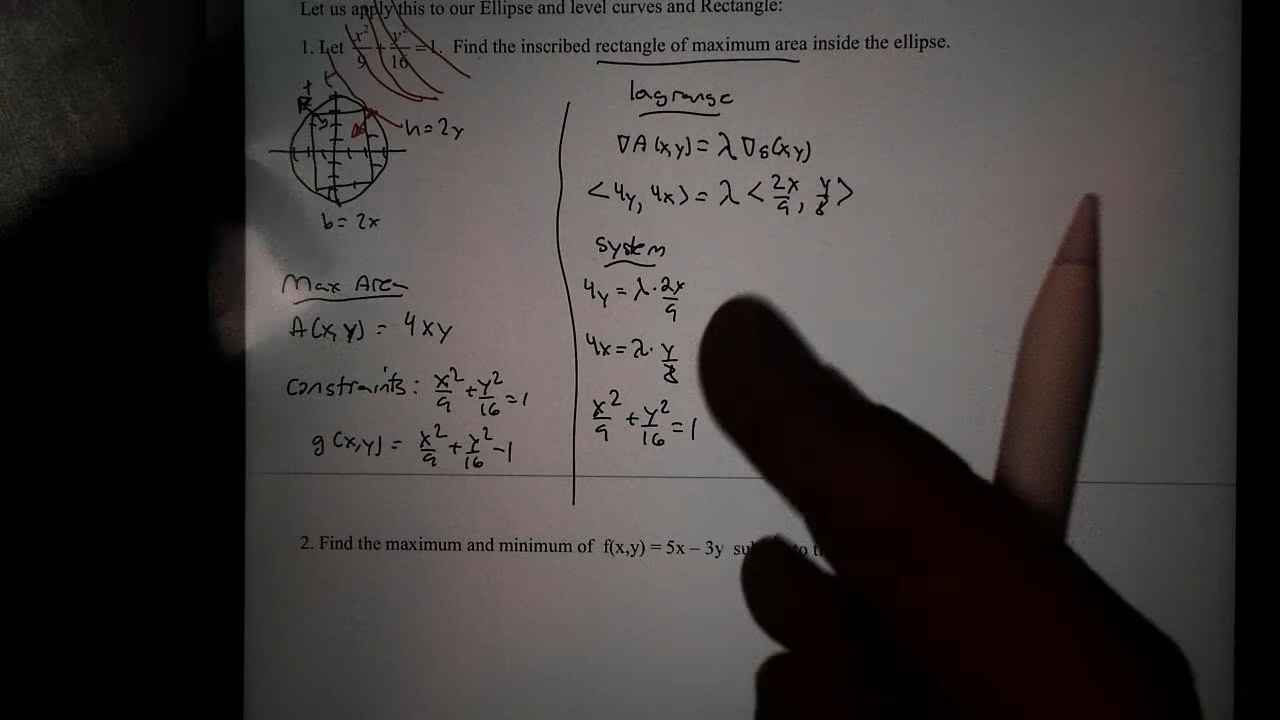 Let us apply this to our Ellipse and level curves and Rectangle:
1. Let x²/9 + y²/16 = 1. Find the inscribed rectangle of maximum area inside the ellipse.
h=2y
b=2x
Max Area
A(x,y) = 4xy
constraints: x²/9 + y²/16 = 1
g(x,y) = x²/9 + y²/16 - 1
lagrange
∇A(x,y) = λ∇g(x,y)
<4y, 4x> = λ<2x/9, y/8>
System
4y = λ·2x/9
4x = λ·y/8
x²/9 + y²/16 = 1
2. Find the maximum and minimum of f(x,y) = 5x – 3y